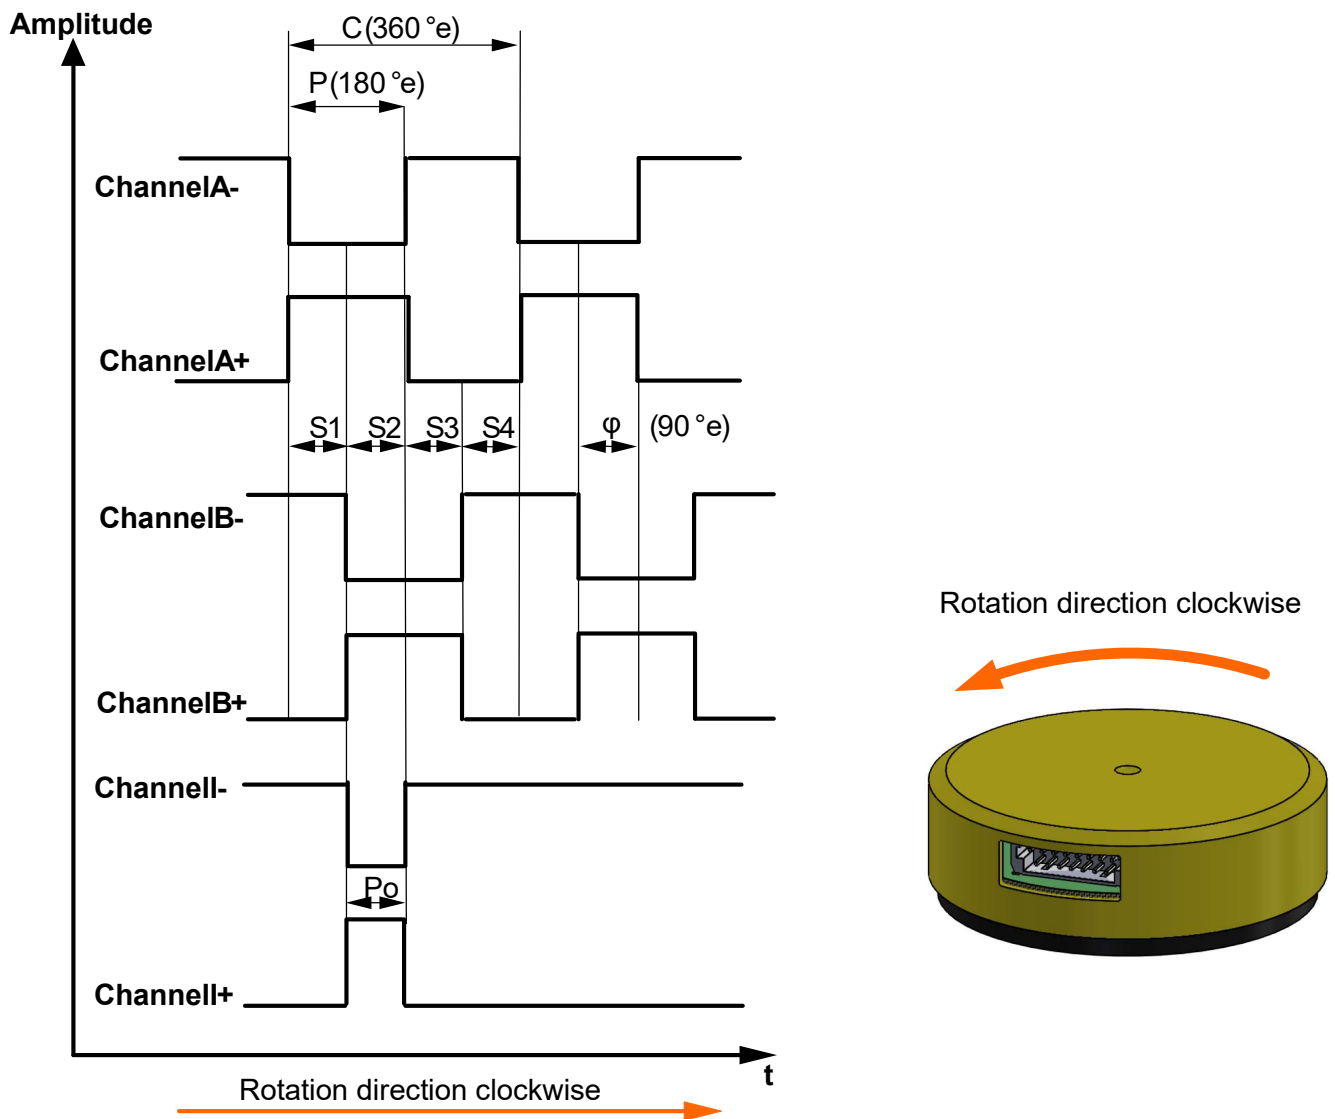 Amplitude
C(360°e)
P(180°e)
ChannelA-
ChannelA+
S1 S2 S3 S4 φ (90°e)
ChannelB-
Rotation direction clockwise
ChannelB+
ChannelI-
Po
ChannelI+
t
Rotation direction clockwise